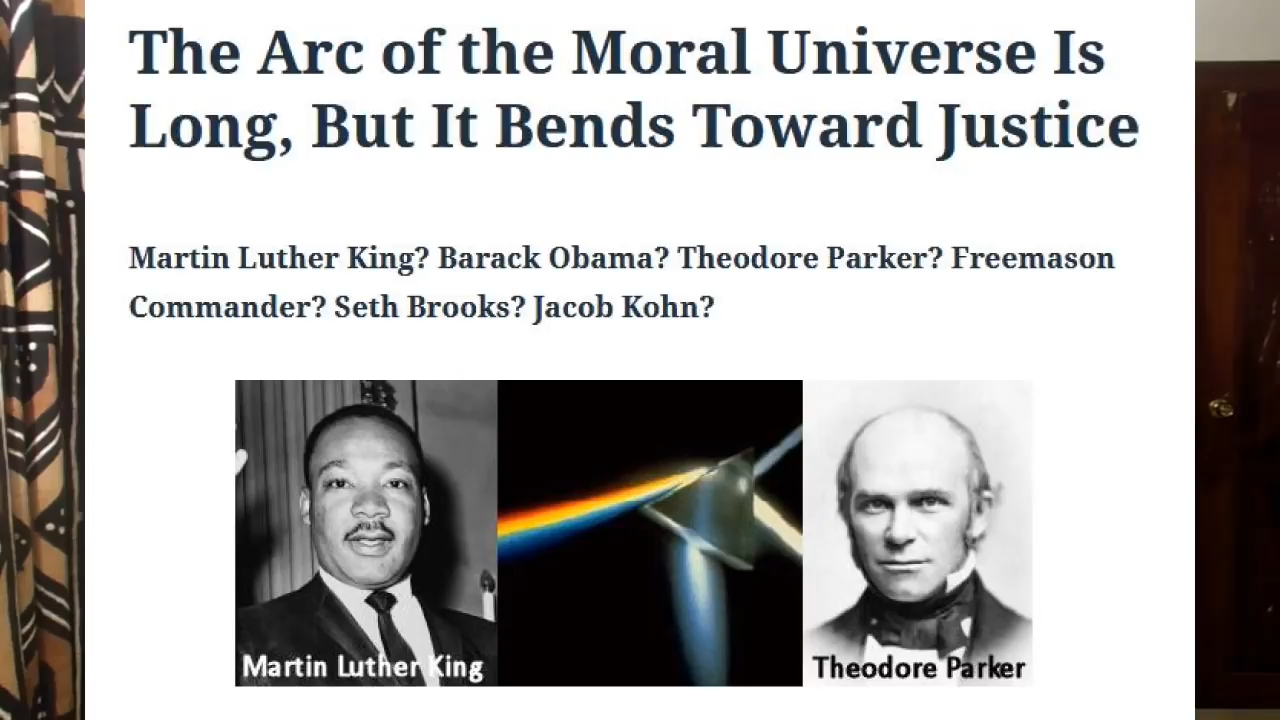 The Arc of the Moral Universe Is
Long, But It Bends Toward Justice
Martin Luther King? Barack Obama? Theodore Parker? Freemason
Commander? Seth Brooks? Jacob Kohn?
Martin Luther King
Theodore Parker